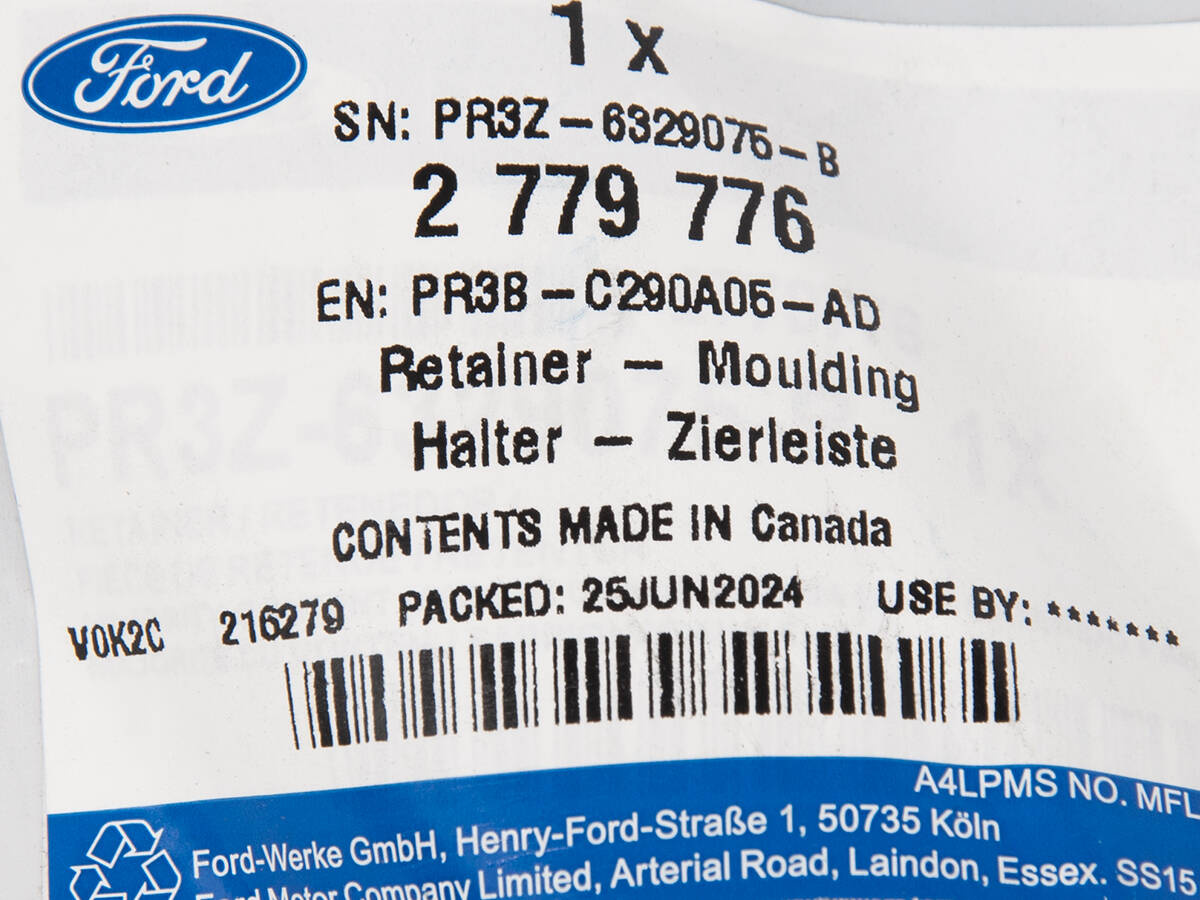 Ford
1 x
SN: PR3Z-6329075-B
2 779 776
EN: PR3B-C290A05-AD
Retainer - Moulding
Halter - Zierleiste
CONTENTS MADE IN Canada
V0K2C 216279 PACKED: 25JUN2024 USE BY: *******
A4LPMS NO. MFL
Ford-Werke GmbH, Henry-Ford-Straße 1, 50735 Köln
Ford Motor Company Limited, Arterial Road, Laindon, Essex. SS15